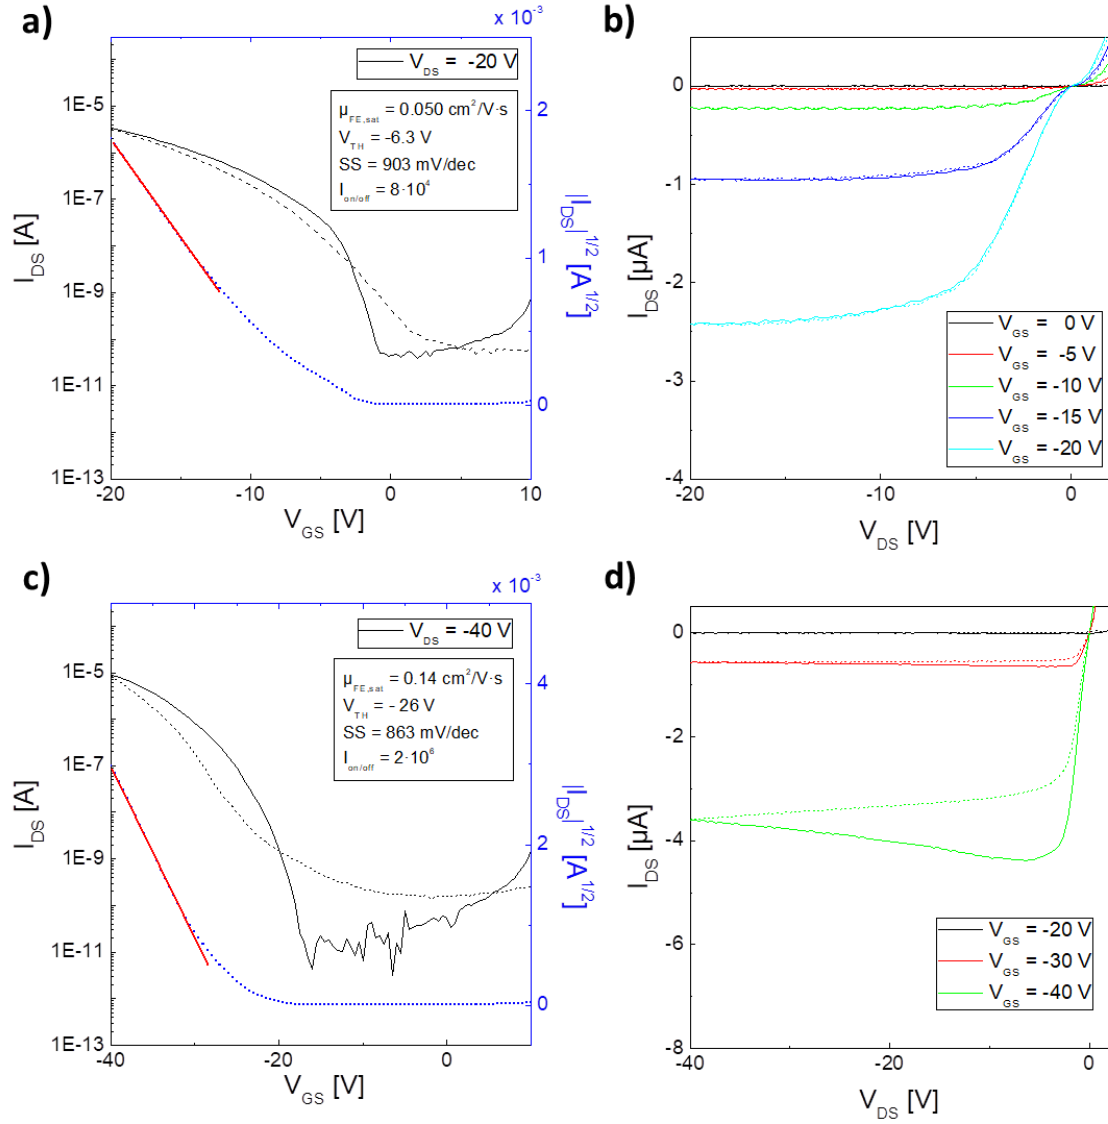 a)
x 10⁻³
V_DS = -20 V
μ_FE,sat = 0.050 cm²/V·s
V_TH = -6.3 V
SS = 903 mV/dec
I_on/off = 8·10⁴
1E-5
1E-7
1E-9
1E-11
1E-13
I_DS [A]
2
1
0
|I_DS|^1/2 [A^1/2]
-20
-10
0
10
V_GS [V]
b)
0
-1
-2
-3
-4
I_DS [µA]
V_GS = 0 V
V_GS = -5 V
V_GS = -10 V
V_GS = -15 V
V_GS = -20 V
-20
-10
0
V_DS [V]
c)
x 10⁻³
V_DS = -40 V
μ_FE,sat = 0.14 cm²/V·s
V_TH = - 26 V
SS = 863 mV/dec
I_on/off = 2·10⁶
1E-5
1E-7
1E-9
1E-11
1E-13
I_DS [A]
4
2
0
|I_DS|^1/2 [A^1/2]
-40
-20
0
V_GS [V]
d)
0
-2
-4
-6
-8
I_DS [µA]
V_GS = -20 V
V_GS = -30 V
V_GS = -40 V
-40
-20
0
V_DS [V]